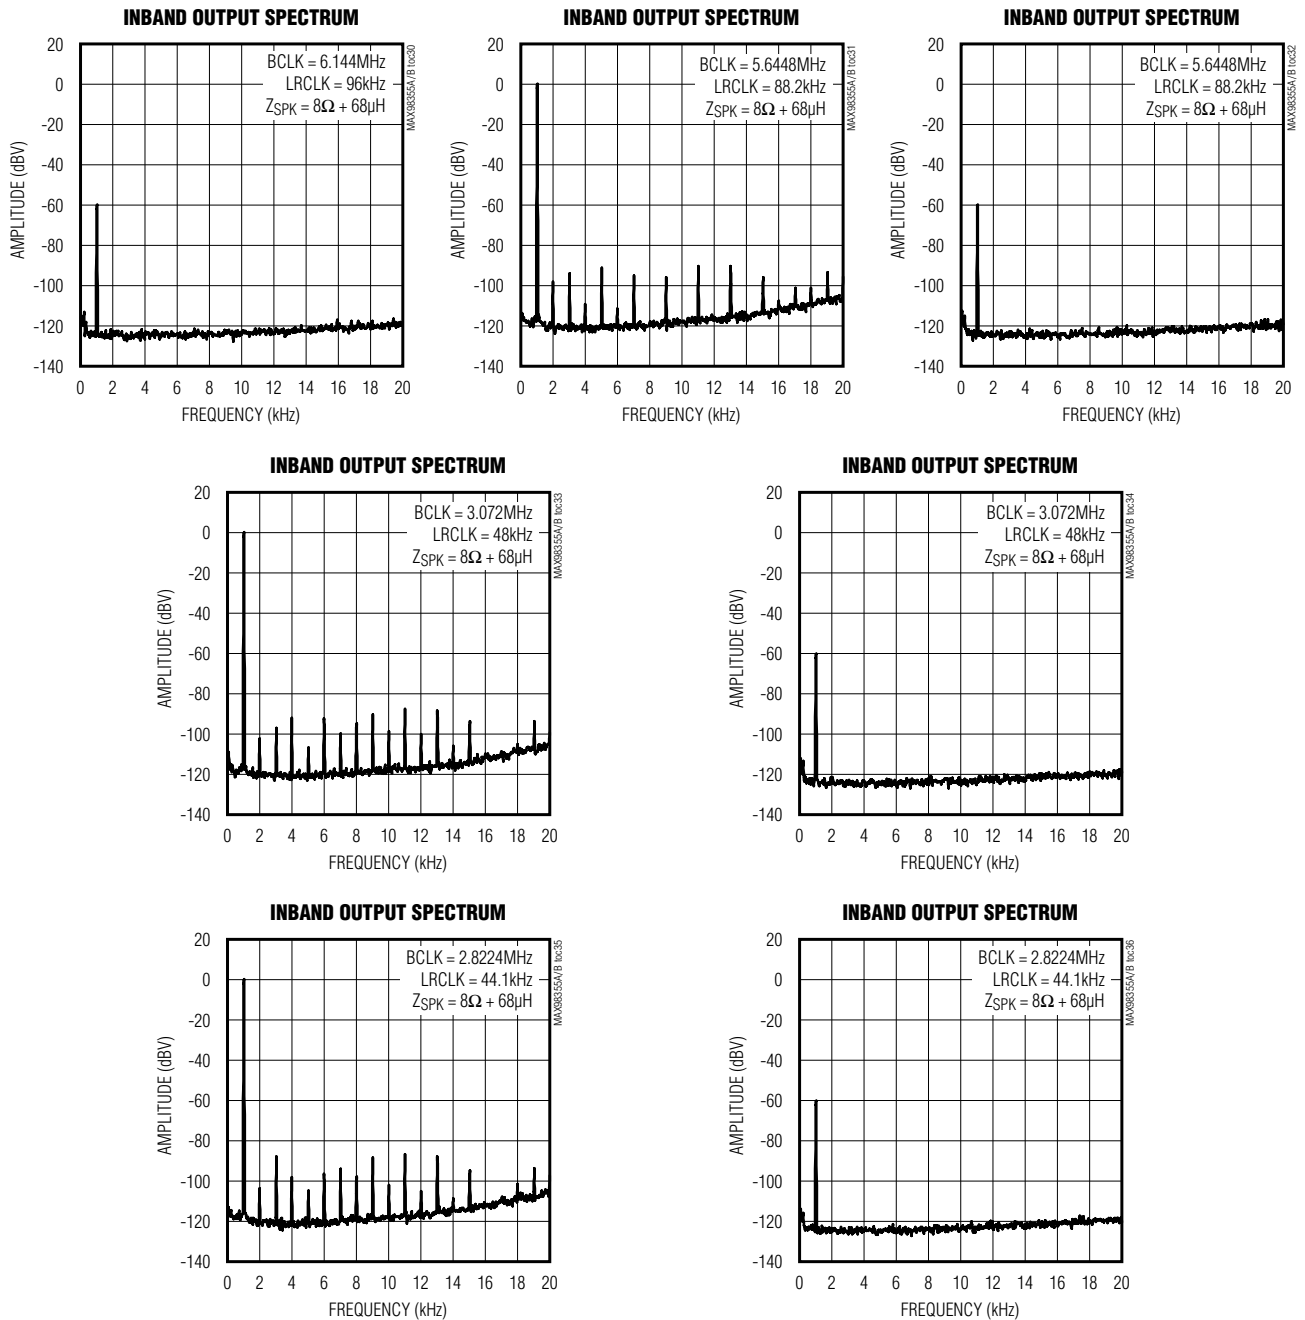 INBAND OUTPUT SPECTRUM
20
0
-20
-40
-60
-80
-100
-120
-140
AMPLITUDE (dBV)
BCLK = 6.144MHz
LRCLK = 96kHz
ZSPK = 8Ω + 68µH
MAX98355A/B toc30
0 2 4 6 8 10 12 14 16 18 20
FREQUENCY (kHz)
INBAND OUTPUT SPECTRUM
20
0
-20
-40
-60
-80
-100
-120
-140
AMPLITUDE (dBV)
BCLK = 5.6448MHz
LRCLK = 88.2kHz
ZSPK = 8Ω + 68µH
MAX98355A/B toc31
0 2 4 6 8 10 12 14 16 18 20
FREQUENCY (kHz)
INBAND OUTPUT SPECTRUM
20
0
-20
-40
-60
-80
-100
-120
-140
AMPLITUDE (dBV)
BCLK = 5.6448MHz
LRCLK = 88.2kHz
ZSPK = 8Ω + 68µH
MAX98355A/B toc32
0 2 4 6 8 10 12 14 16 18 20
FREQUENCY (kHz)
INBAND OUTPUT SPECTRUM
20
0
-20
-40
-60
-80
-100
-120
-140
AMPLITUDE (dBV)
BCLK = 3.072MHz
LRCLK = 48kHz
ZSPK = 8Ω + 68µH
MAX98355A/B toc33
0 2 4 6 8 10 12 14 16 18 20
FREQUENCY (kHz)
INBAND OUTPUT SPECTRUM
20
0
-20
-40
-60
-80
-100
-120
-140
AMPLITUDE (dBV)
BCLK = 3.072MHz
LRCLK = 48kHz
ZSPK = 8Ω + 68µH
MAX98355A/B toc34
0 2 4 6 8 10 12 14 16 18 20
FREQUENCY (kHz)
INBAND OUTPUT SPECTRUM
20
0
-20
-40
-60
-80
-100
-120
-140
AMPLITUDE (dBV)
BCLK = 2.8224MHz
LRCLK = 44.1kHz
ZSPK = 8Ω + 68µH
MAX98355A/B toc35
0 2 4 6 8 10 12 14 16 18 20
FREQUENCY (kHz)
INBAND OUTPUT SPECTRUM
20
0
-20
-40
-60
-80
-100
-120
-140
AMPLITUDE (dBV)
BCLK = 2.8224MHz
LRCLK = 44.1kHz
ZSPK = 8Ω + 68µH
MAX98355A/B toc36
0 2 4 6 8 10 12 14 16 18 20
FREQUENCY (kHz)